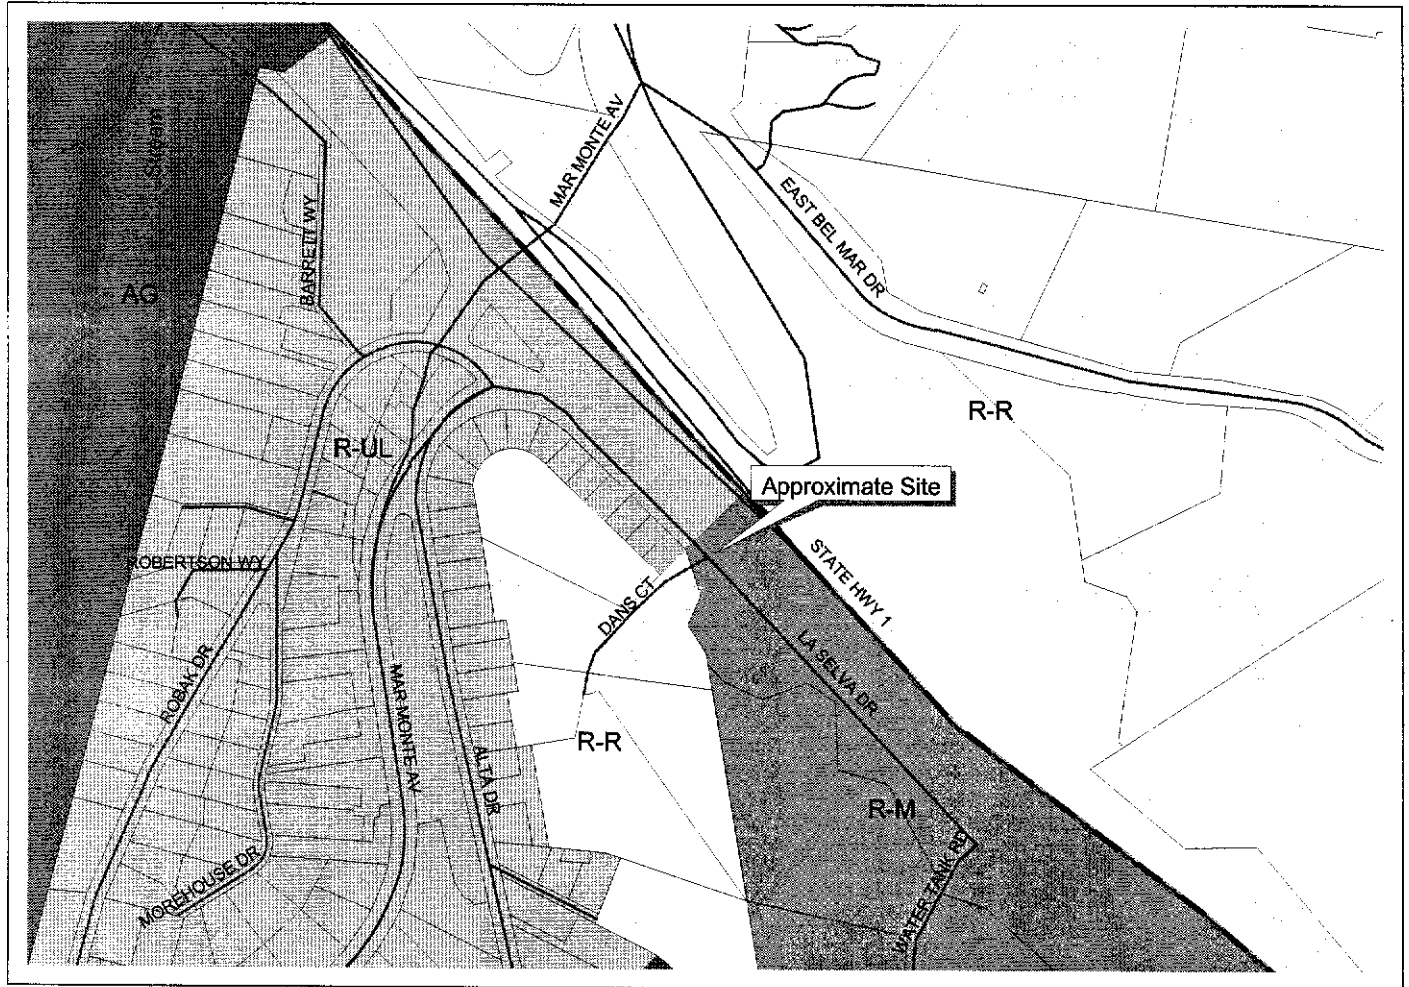 MAR MONTE AV
EAST BEL MAR DR
BARRETT WY
AG
R-R
R-UL
Approximate Site
STATE HWY 1
ROBERTSON WY
DANS CT
LA SELVA DR
ROBAK DR
MAR MONTE AV
R-R
ALTA DR
R-M
MOREHOUSE DR
WATER TANK RD